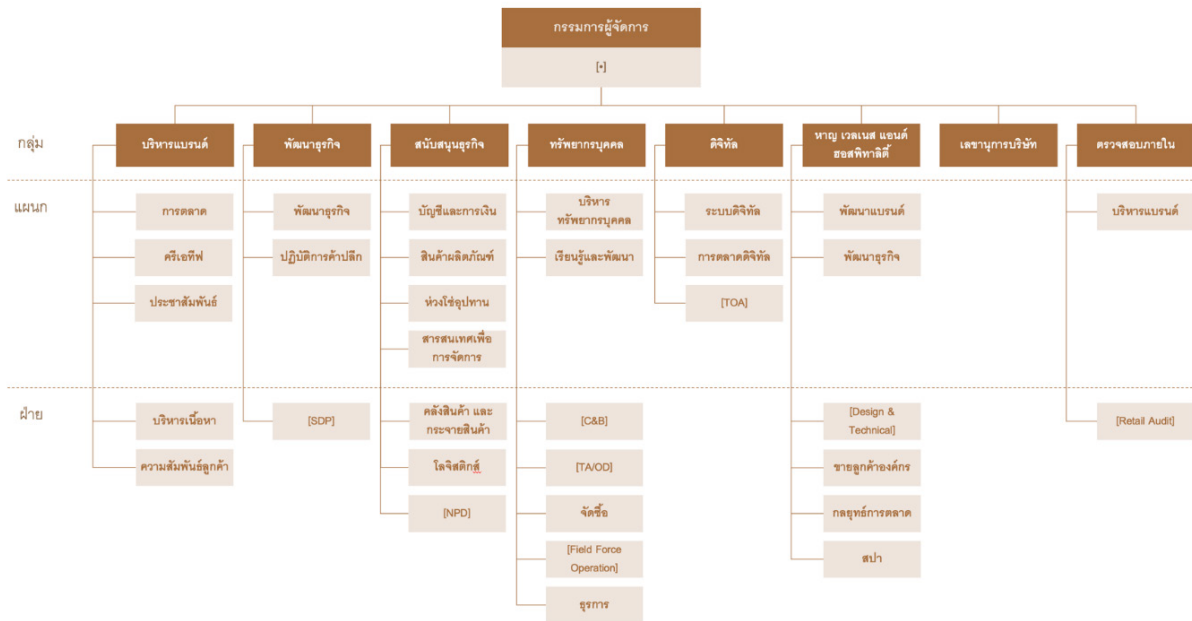 กรรมการผู้จัดการ
[•]
กลุ่ม
บริหารแบรนด์
พัฒนาธุรกิจ
สนับสนุนธุรกิจ
ทรัพยากรบุคคล
ดิจิทัล
หาญ เวลเนส แอนด์
ฮอสพิทาลิตี้
เลขานุการบริษัท
ตรวจสอบภายใน
แผนก
การตลาด
พัฒนาธุรกิจ
บัญชีและการเงิน
บริหาร
ทรัพยากรบุคคล
ระบบดิจิทัล
พัฒนาแบรนด์
บริหารแบรนด์
ครีเอทีฟ
ปฏิบัติการค้าปลีก
สินค้าผลิตภัณฑ์
เรียนรู้และพัฒนา
การตลาดดิจิทัล
พัฒนาธุรกิจ
ประชาสัมพันธ์
ห่วงโซ่อุปทาน
[TOA]
สารสนเทศเพื่อ
การจัดการ
ฝ่าย
บริหารเนื้อหา
[SDP]
คลังสินค้า และ
กระจายสินค้า
[C&B]
[Design &
Technical]
[Retail Audit]
ความสัมพันธ์ลูกค้า
โลจิสติกส์
[TA/OD]
ขายลูกค้าองค์กร
[NPD]
จัดซื้อ
กลยุทธ์การตลาด
[Field Force
Operation]
สปา
ธุรการ